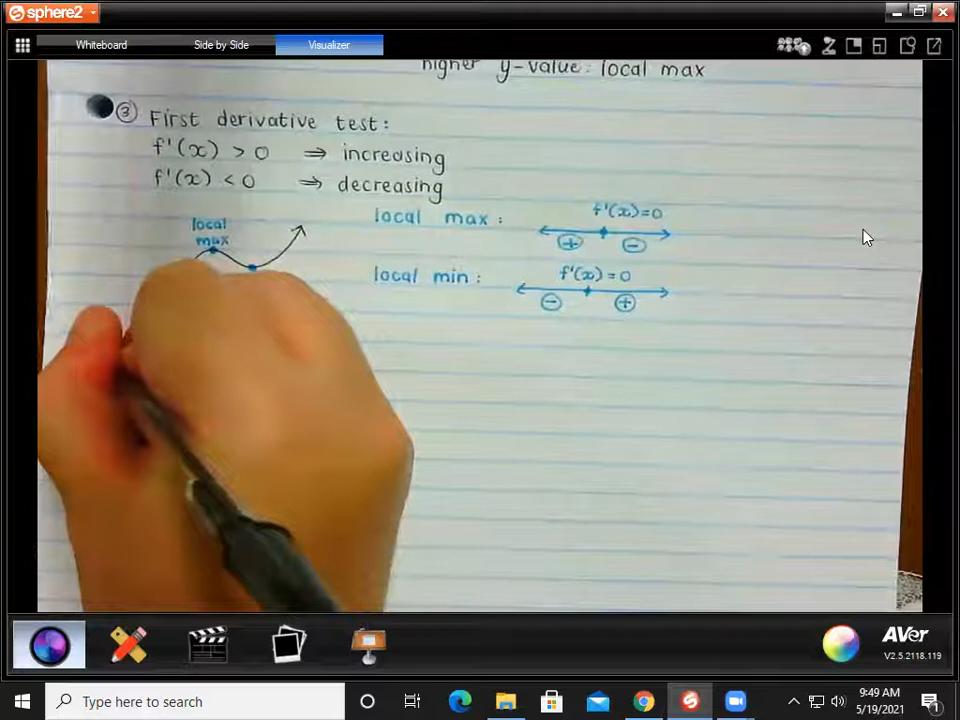 sphere2
Whiteboard
Side by Side
Visualizer
higher y-value: local max
③ First derivative test:
f'(x) > 0 ⇒ increasing
f'(x) < 0 ⇒ decreasing
local
max
local max: f'(x)=0
+ −
local min: f'(x) = 0
− +
AVer
V2.5.2118.119
Type here to search
9:49 AM
5/19/2021
1